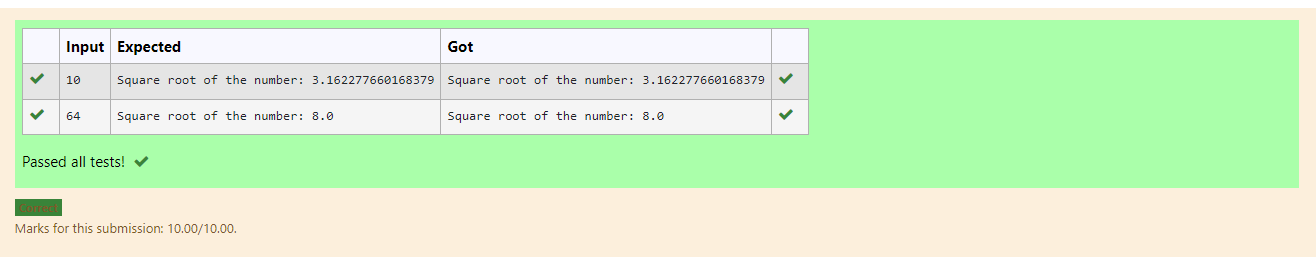 Input Expected Got
10 Square root of the number: 3.162277660168379 Square root of the number: 3.162277660168379
64 Square root of the number: 8.0 Square root of the number: 8.0
Passed all tests!
Correct
Marks for this submission: 10.00/10.00.